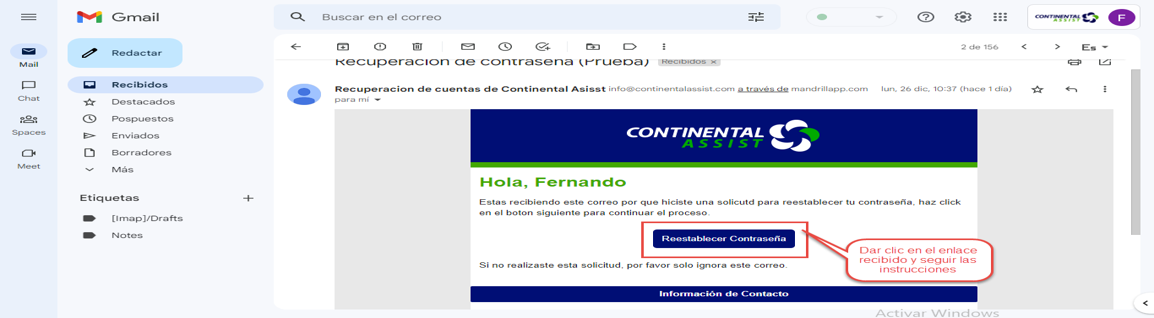 Gmail
Buscar en el correo
CONTINENTAL ASSIST
F
Redactar
2 de 156
Es
Mail
Recibidos
Recuperación de contraseña (Prueba)
Recibidos ×
Chat
Destacados
Recuperacion de cuentas de Continental Asisst info@continentalassist.com a través de mandrillapp.com
lun, 26 dic, 10:37 (hace 1 día)
para mí
Spaces
Pospuestos
Enviados
Meet
Borradores
Más
Etiquetas
[Imap]/Drafts
Notes
CONTINENTAL
ASSIST
Hola, Fernando
Estas recibiendo este correo por que hiciste una solicutd para reestablecer tu contraseña, haz click
en el boton siguiente para continuar el proceso.
Reestablecer Contraseña
Dar clic en el enlace
recibido y seguir las
instrucciones
Si no realizaste esta solicitud, por favor solo ignora este correo.
Información de Contacto
Activar Windows